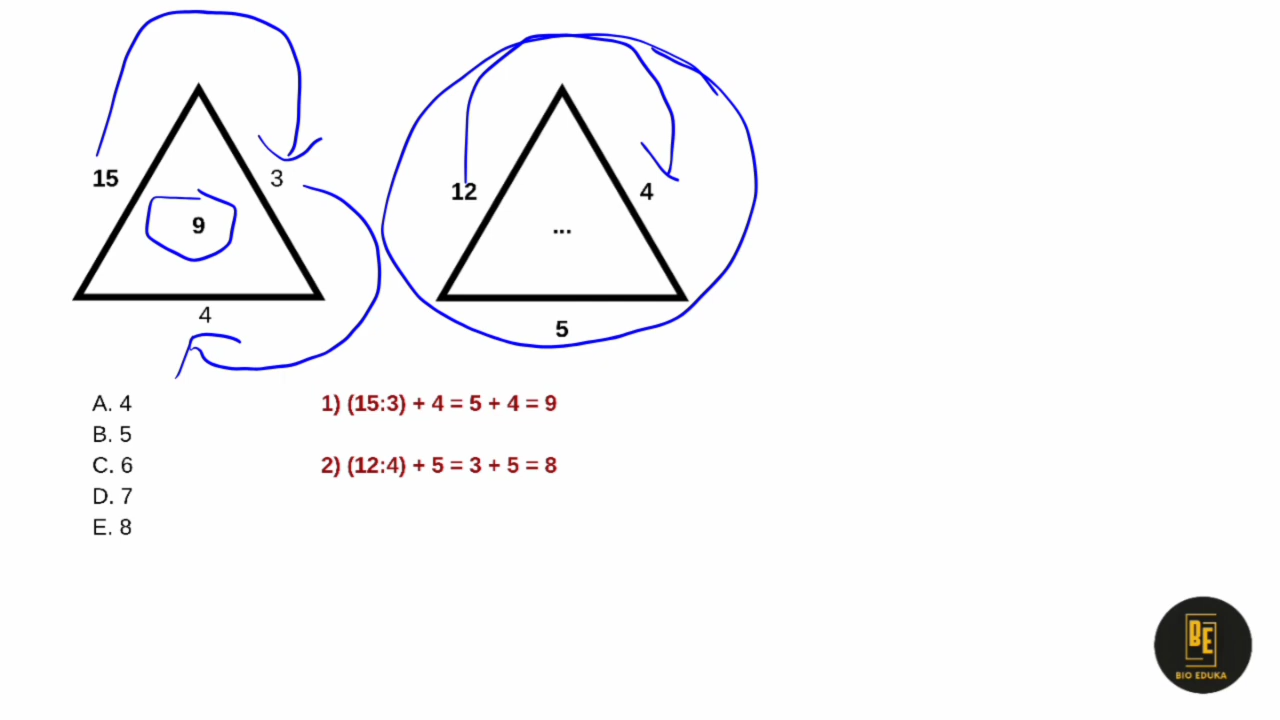 15
3
9
4
12
4
...
5
A. 4
B. 5
C. 6
D. 7
E. 8
1) (15:3) + 4 = 5 + 4 = 9
2) (12:4) + 5 = 3 + 5 = 8
BE
BIO EDUKA